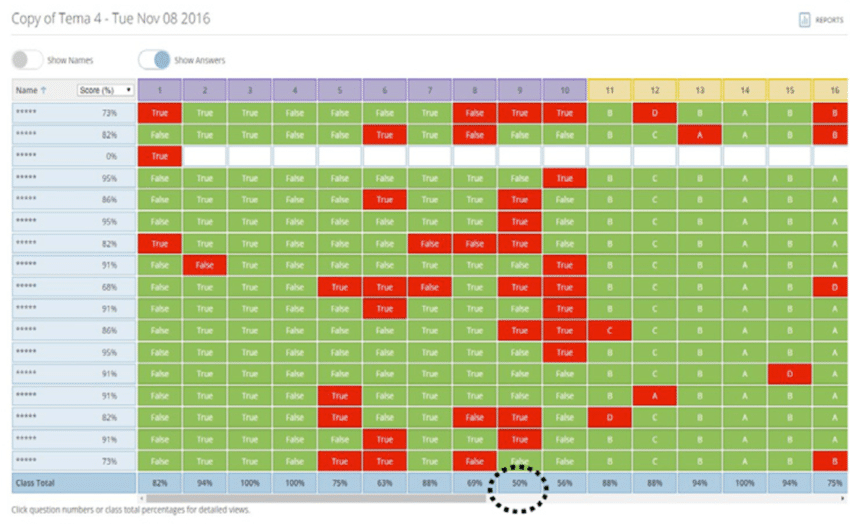 Copy of Tema 4 - Tue Nov 08 2016
REPORTS
Show Names Show Answers
Name Score (%) 1 2 3 4 5 6 7 8 9 10 11 12 13 14 15 16
***** 73% True True True False False False True False True True B D B A B B
***** 82% False True True False False True True False False False B C A A B B
***** 0% True
***** 95% False True True False False False True True False True B C B A B A
***** 86% False True True False False True True True True False B C B A B A
***** 95% False True True False False False True True True False B C B A B A
***** 82% True True True False False False False False True False B C B A B A
***** 91% False False True False False False True True False True B C B A B A
***** 68% False True True False True True False True True True B C B A B D
***** 91% False True True False False True True True False True B C B A B A
***** 86% False True True False False False True True True True C C B A B A
***** 95% False True True False False False True True False True B C B A B A
***** 91% False True True False False False True True False False B C B A D A
***** 91% False True True False True False True True False False B A B A B A
***** 82% False True True False True False True False True False D C B A B A
***** 91% False True True False False True True True True False B C B A B A
***** 73% False True True False True True True False False False B C B A B B
Class Total 82% 94% 100% 100% 75% 63% 88% 69% 50% 56% 88% 88% 94% 100% 94% 75%
Click question numbers or class total percentages for detailed views.